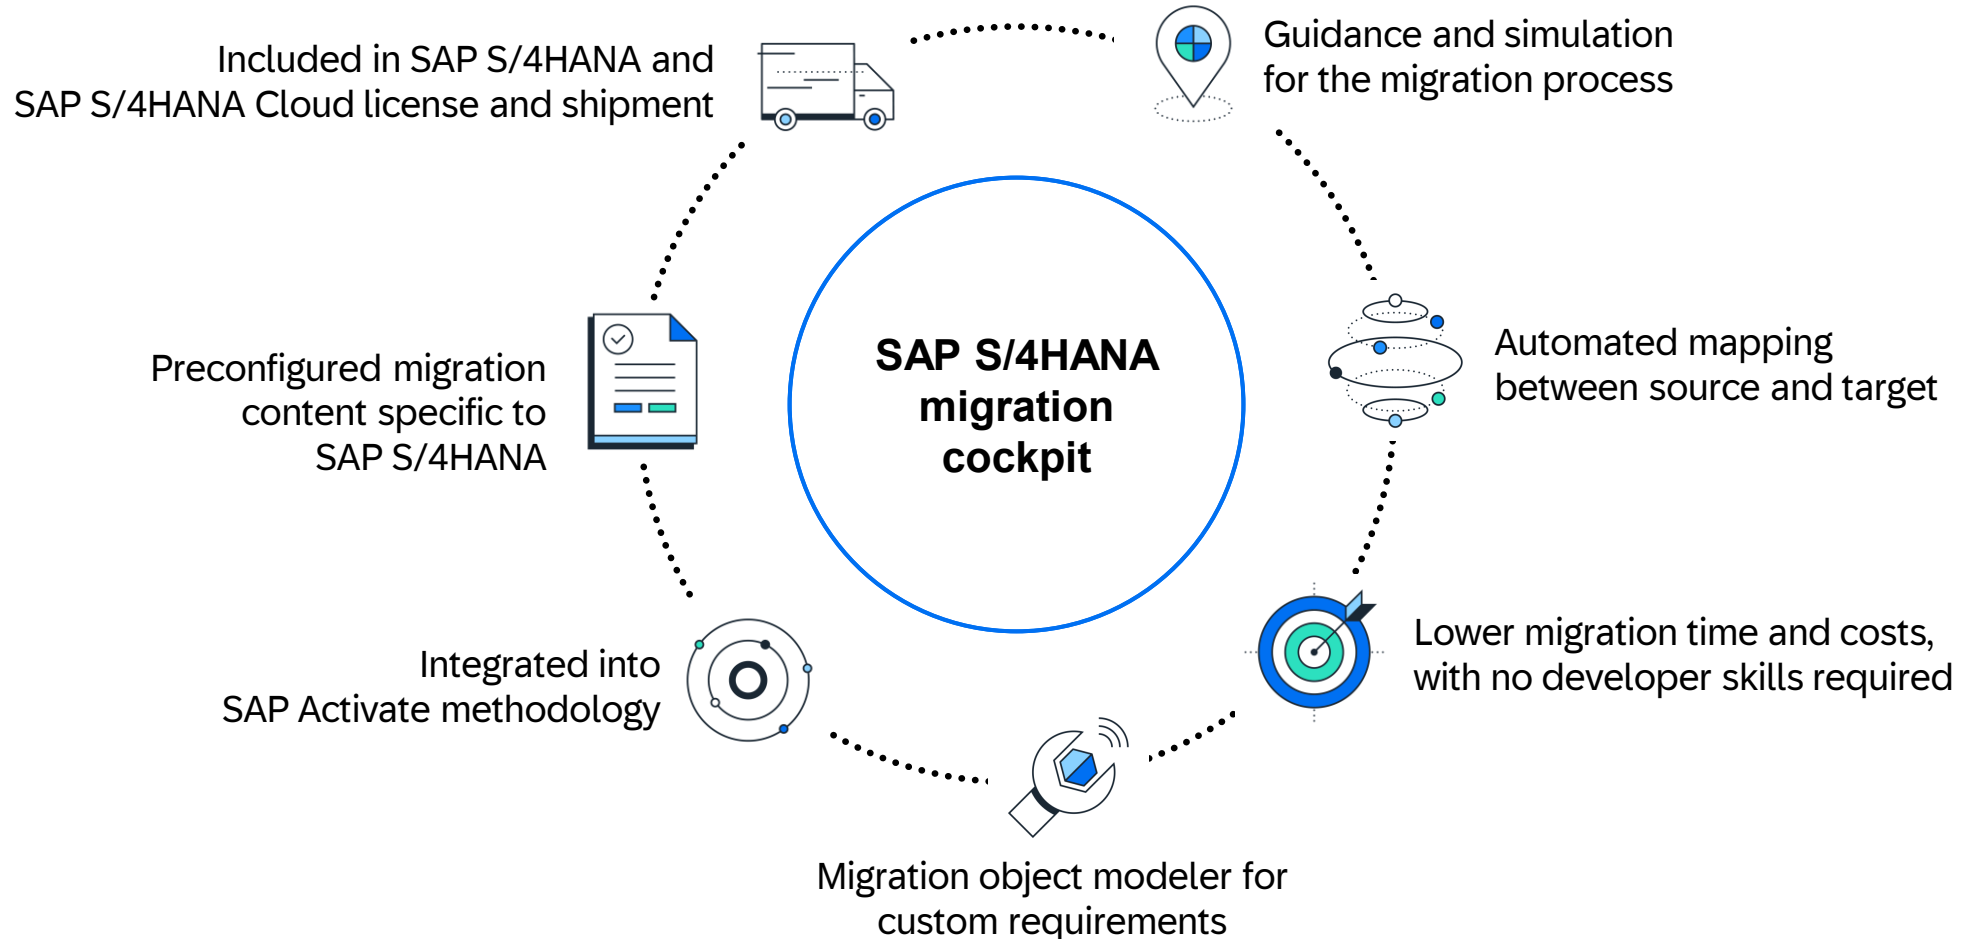 Included in SAP S/4HANA and
SAP S/4HANA Cloud license and shipment
Guidance and simulation
for the migration process
Automated mapping
between source and target
Lower migration time and costs,
with no developer skills required
Migration object modeler for
custom requirements
Integrated into
SAP Activate methodology
Preconfigured migration
content specific to
SAP S/4HANA
SAP S/4HANA
migration
cockpit